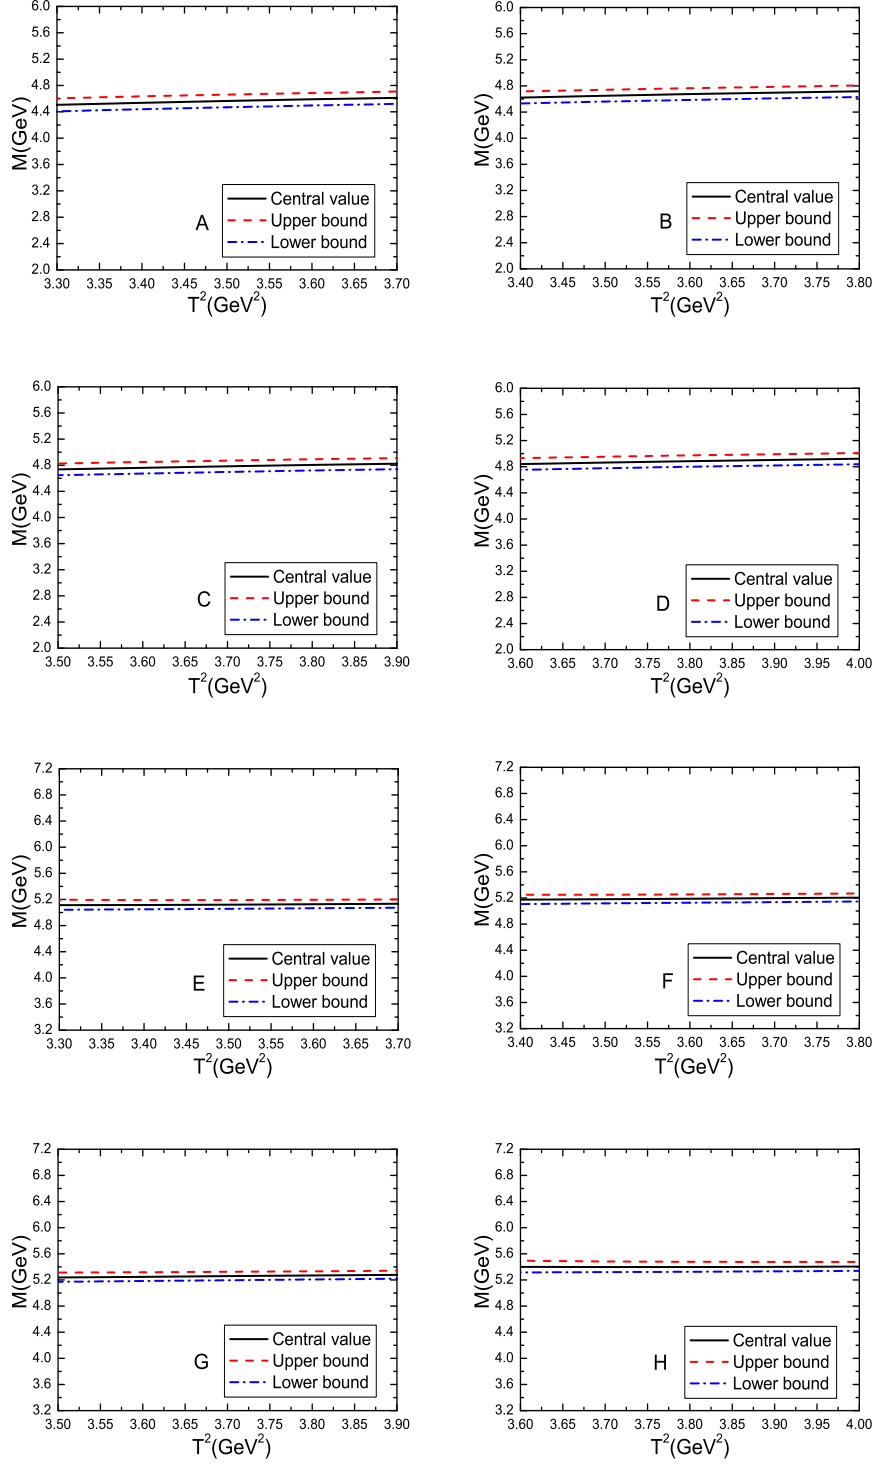 6.0
5.6
5.2
4.8
4.4
4.0
3.6
3.2
2.8
2.4
2.0
M(GeV)
A
Central value
Upper bound
Lower bound
3.30 3.35 3.40 3.45 3.50 3.55 3.60 3.65 3.70
T²(GeV²)
6.0
5.6
5.2
4.8
4.4
4.0
3.6
3.2
2.8
2.4
2.0
M(GeV)
B
Central value
Upper bound
Lower bound
3.40 3.45 3.50 3.55 3.60 3.65 3.70 3.75 3.80
T²(GeV²)
6.0
5.6
5.2
4.8
4.4
4.0
3.6
3.2
2.8
2.4
2.0
M(GeV)
C
Central value
Upper bound
Lower bound
3.50 3.55 3.60 3.65 3.70 3.75 3.80 3.85 3.90
T²(GeV²)
6.0
5.6
5.2
4.8
4.4
4.0
3.6
3.2
2.8
2.4
2.0
M(GeV)
D
Central value
Upper bound
Lower bound
3.60 3.65 3.70 3.75 3.80 3.85 3.90 3.95 4.00
T²(GeV²)
7.2
6.8
6.4
6.0
5.6
5.2
4.8
4.4
4.0
3.6
3.2
M(GeV)
E
Central value
Upper bound
Lower bound
3.30 3.35 3.40 3.45 3.50 3.55 3.60 3.65 3.70
T²(GeV²)
7.2
6.8
6.4
6.0
5.6
5.2
4.8
4.4
4.0
3.6
3.2
M(GeV)
F
Central value
Upper bound
Lower bound
3.40 3.45 3.50 3.55 3.60 3.65 3.70 3.75 3.80
T²(GeV²)
7.2
6.8
6.4
6.0
5.6
5.2
4.8
4.4
4.0
3.6
3.2
M(GeV)
G
Central value
Upper bound
Lower bound
3.50 3.55 3.60 3.65 3.70 3.75 3.80 3.85 3.90
T²(GeV²)
7.2
6.8
6.4
6.0
5.6
5.2
4.8
4.4
4.0
3.6
3.2
M(GeV)
H
Central value
Upper bound
Lower bound
3.60 3.65 3.70 3.75 3.80 3.85 3.90 3.95 4.00
T²(GeV²)